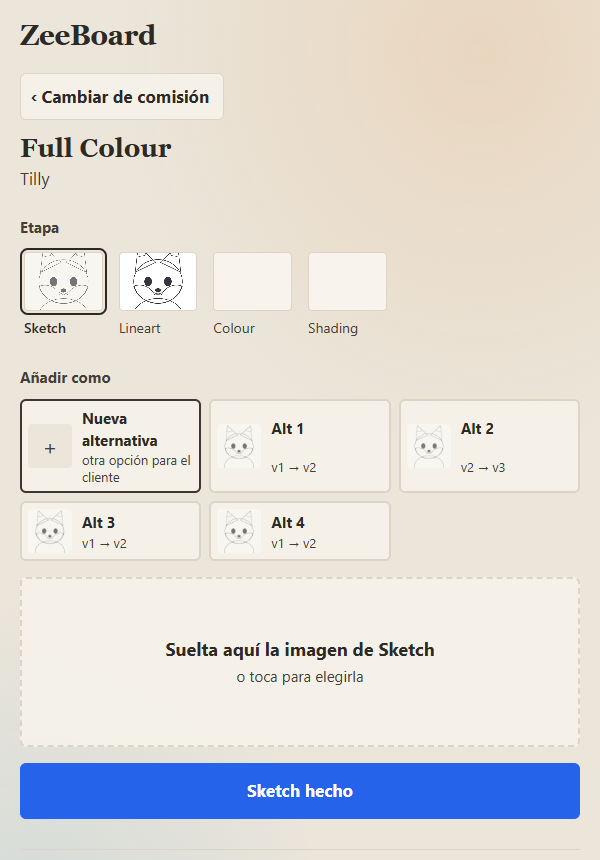 ZeeBoard
‹ Cambiar de comisión
Full Colour
Tilly
Etapa
Sketch
Lineart
Colour
Shading
Añadir como
+
Nueva
alternativa
otra opción para el
cliente
Alt 1
v1 → v2
Alt 2
v2 → v3
Alt 3
v1 → v2
Alt 4
v1 → v2
Suelta aquí la imagen de Sketch
o toca para elegirla
Sketch hecho